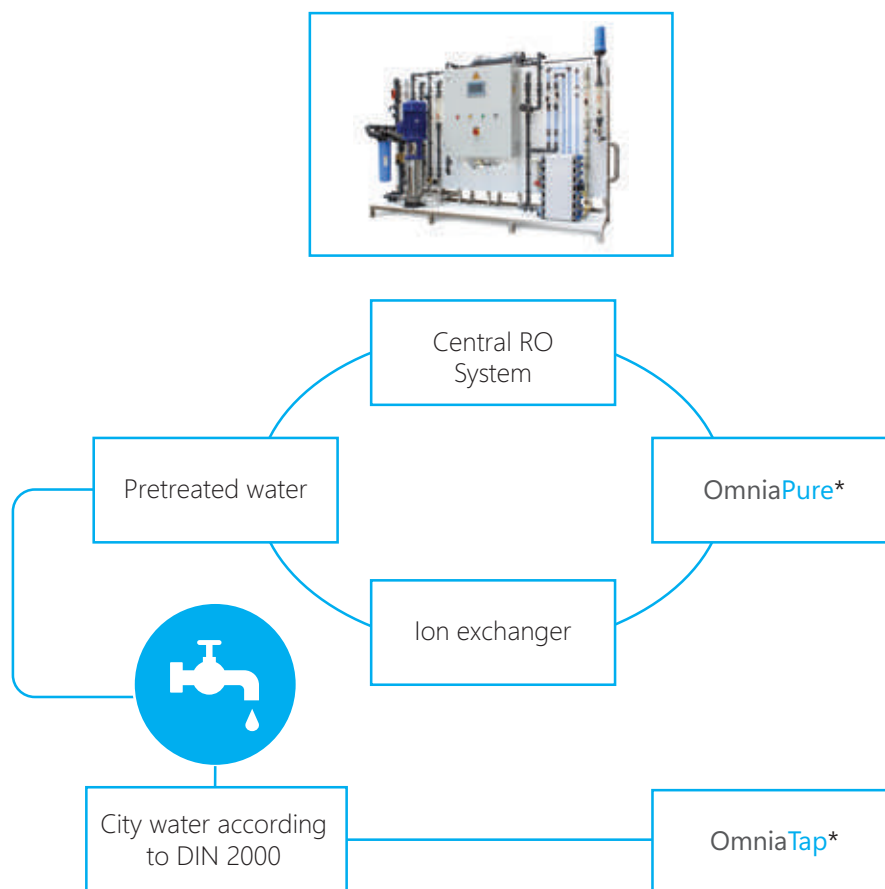 Central RO
System
Pretreated water
OmniaPure*
Ion exchanger
City water according
to DIN 2000
OmniaTap*